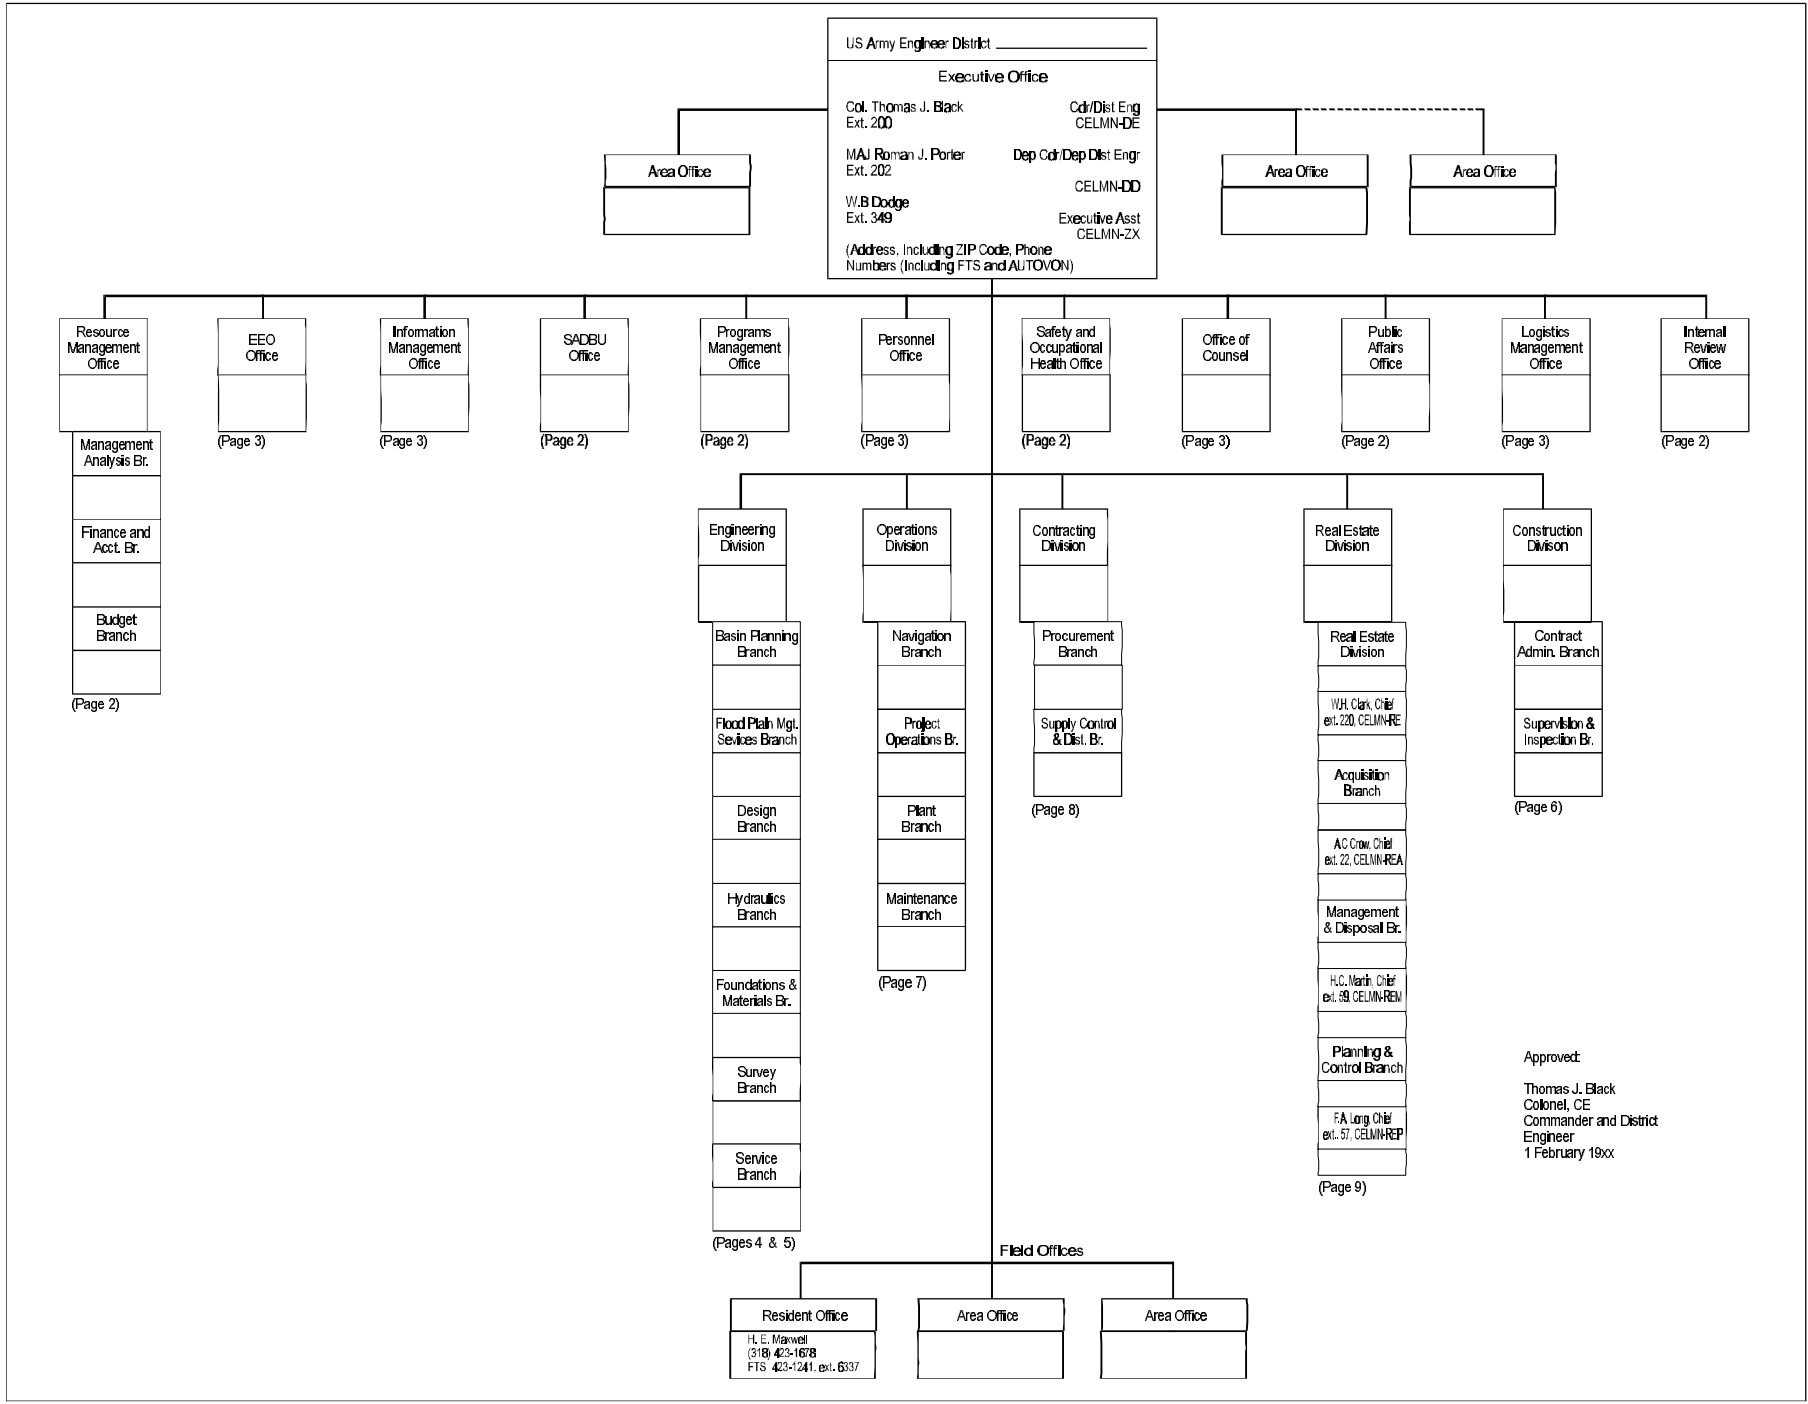 US Army Engineer District
Executive Office
Col. Thomas J. Black Cdr/Dist Eng
Ext. 200 CELMN-DE
MAJ Roman J. Porter Dep Cdr/Dep Dist Engr
Ext. 202
CELMN-DD
W.B Dodge
Ext. 349 Executive Asst
CELMN-ZX
(Address, Including ZIP Code, Phone
Numbers (Including FTS and AUTOVON)
Area Office
Area Office
Area Office
Resource
Management
Office
EEO
Office
(Page 3)
Information
Management
Office
(Page 3)
SADBU
Office
(Page 2)
Programs
Management
Office
(Page 2)
Personnel
Office
(Page 3)
Safety and
Occupational
Health Office
(Page 2)
Office of
Counsel
(Page 3)
Public
Affairs
Office
(Page 2)
Logistics
Management
Office
(Page 3)
Internal
Review
Office
(Page 2)
Management
Analysis Br.
Finance and
Acct. Br.
Budget
Branch
(Page 2)
Engineering
Division
Basin Planning
Branch
Flood Plain Mgt.
Sevices Branch
Design
Branch
Hydraulics
Branch
Foundations &
Materials Br.
Survey
Branch
Service
Branch
(Pages 4 & 5)
Operations
Division
Navigation
Branch
Project
Operations Br.
Plant
Branch
Maintenance
Branch
(Page 7)
Contracting
Division
Procurement
Branch
Supply Control
& Dist. Br.
(Page 8)
Real Estate
Division
Real Estate
Division
W.H. Clark, Chief
ext. 220, CELMN-RE
Acquisition
Branch
A.C Crow, Chief
ext. 22, CELMN-REA
Management
& Disposal Br.
H.C. Martin, Chief
ext. 59, CELMN-REM
Planning &
Control Branch
F.A. Long, Chief
ext.. 57, CELMN-REP
(Page 9)
Construction
Divison
Contract
Admin. Branch
Supervision &
Inspection Br.
(Page 6)
Approved:
Thomas J. Black
Colonel, CE
Commander and District
Engineer
1 February 19xx
Field Offices
Resident Office
H. E. Maxwell
(318) 423-1678
FTS 423-1241, ext. 6337
Area Office
Area Office